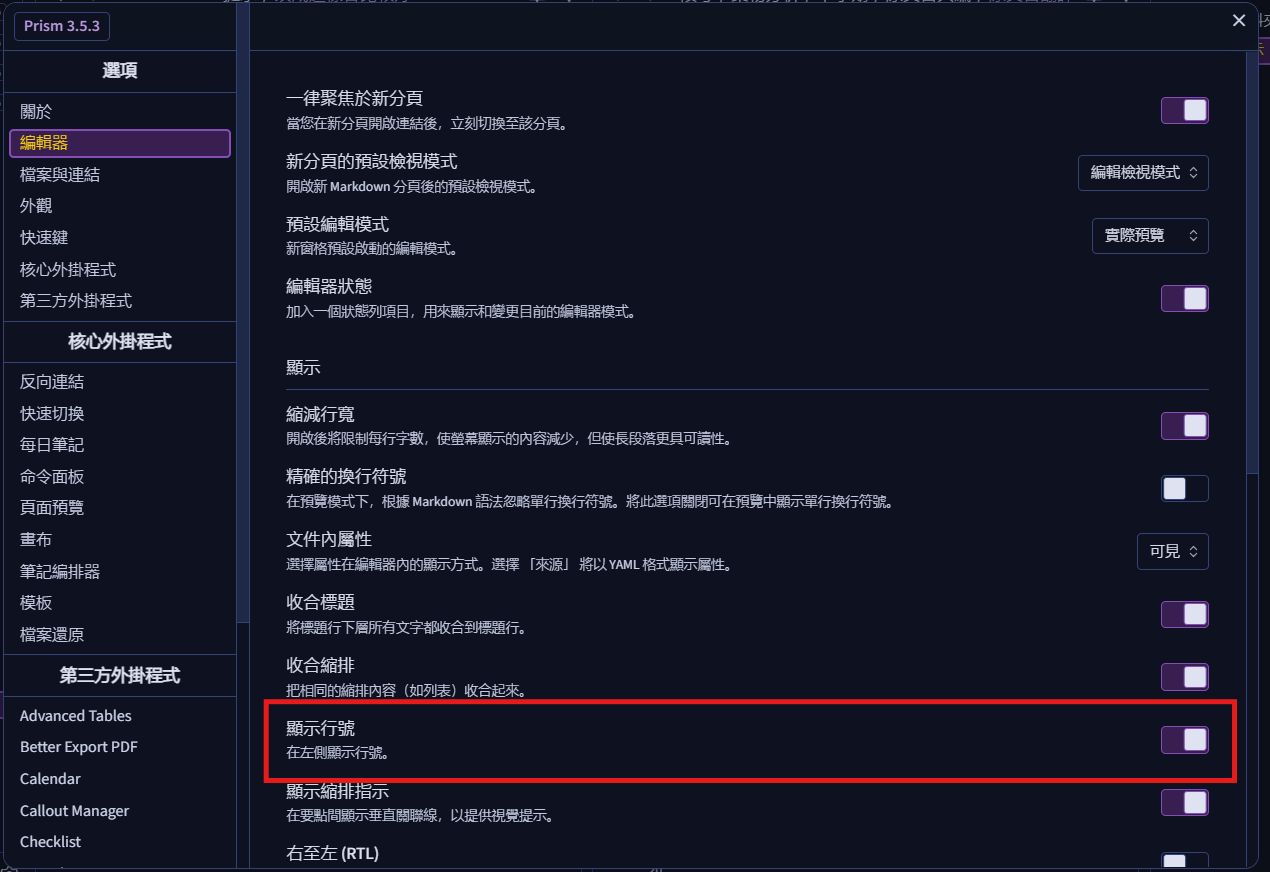 Prism 3.5.3
選項
關於
編輯器
檔案與連結
外觀
快速鍵
核心外掛程式
第三方外掛程式
核心外掛程式
反向連結
快速切換
每日筆記
命令面板
頁面預覽
畫布
筆記編排器
模板
檔案還原
第三方外掛程式
Advanced Tables
Better Export PDF
Calendar
Callout Manager
Checklist
一律聚焦於新分頁
當您在新分頁開啟連結後，立刻切換至該分頁。
新分頁的預設檢視模式
開啟新 Markdown 分頁後的預設檢視模式。
編輯檢視模式
預設編輯模式
新窗格預設啟動的編輯模式。
實際預覽
編輯器狀態
加入一個狀態列項目，用來顯示和變更目前的編輯器模式。
顯示
縮減行寬
開啟後將限制每行字數，使螢幕顯示的內容減少，但使長段落更具可讀性。
精確的換行符號
在預覽模式下，根據 Markdown 語法忽略單行換行符號。將此選項關閉可在預覽中顯示單行換行符號。
文件內屬性
選擇屬性在編輯器內的顯示方式。選擇 「來源」 將以 YAML 格式顯示屬性。
可見
收合標題
將標題行下層所有文字都收合到標題行。
收合縮排
把相同的縮排內容（如列表）收合起來。
顯示行號
在左側顯示行號。
顯示縮排指示
在要點間顯示垂直關聯線，以提供視覺提示。
右至左 (RTL)